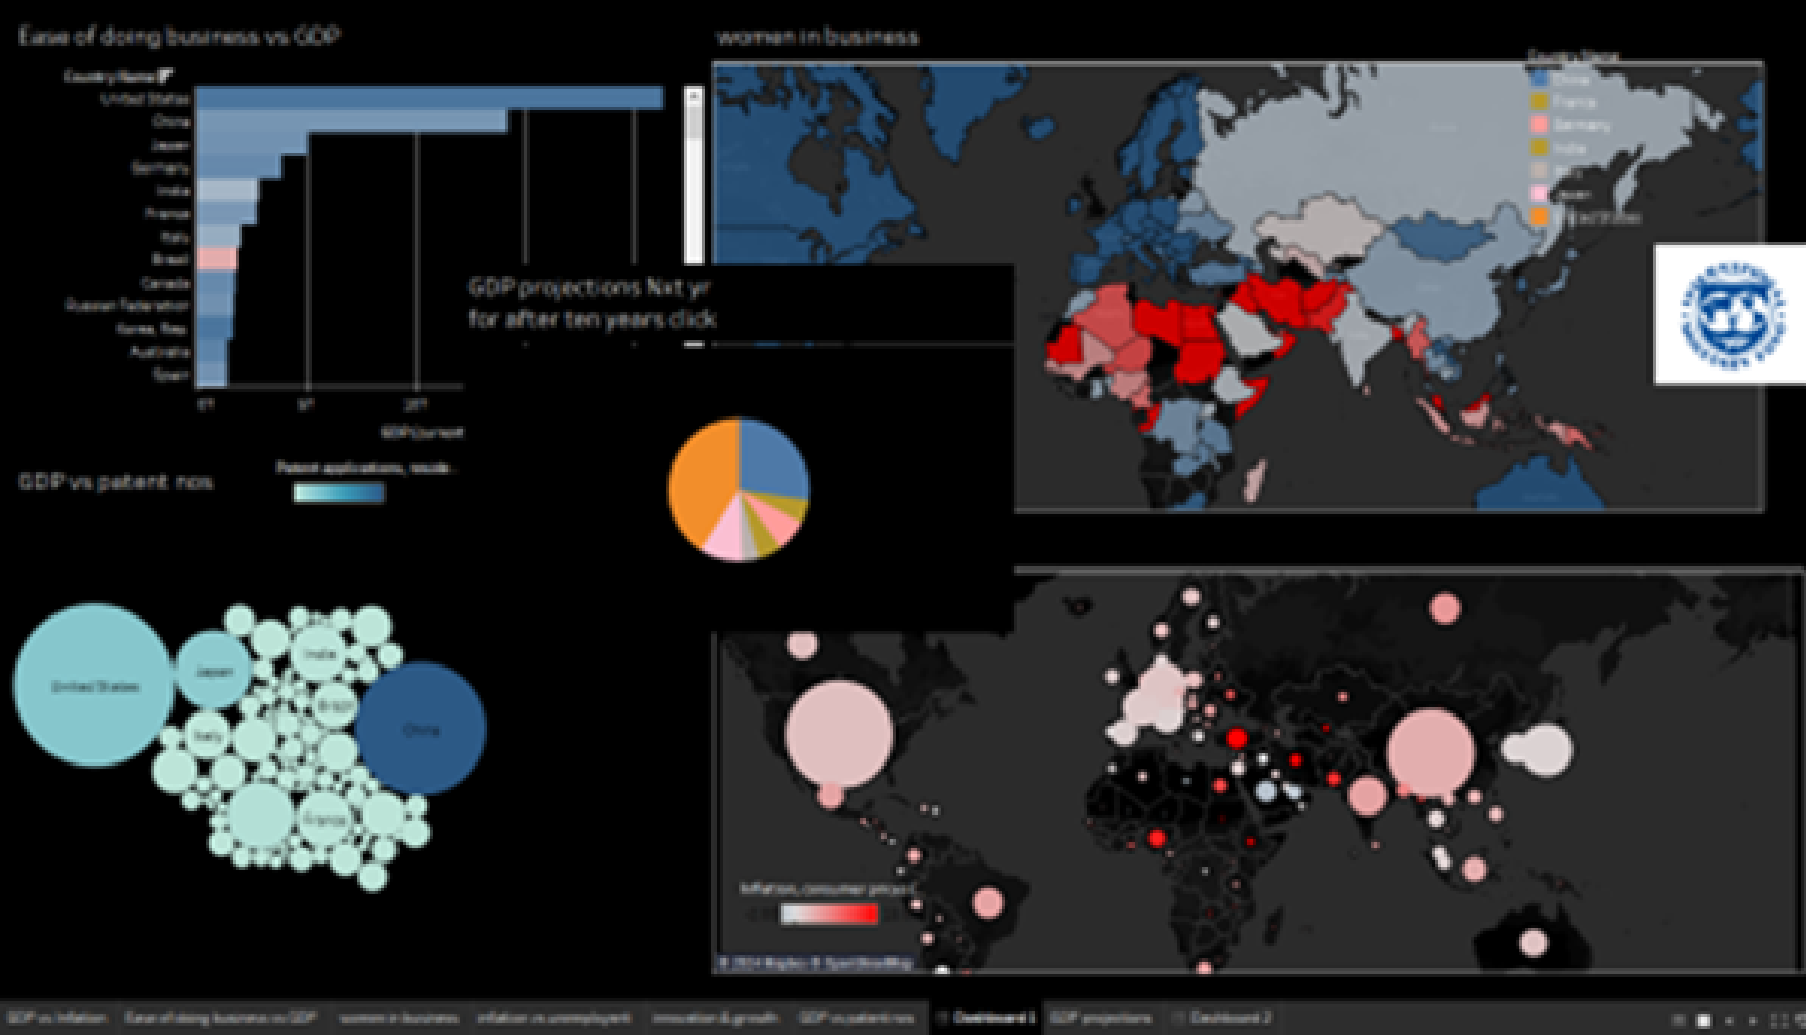 Ease of doing business vs GDP
Country Name
United States
China
Japan
Germany
India
France
Italy
Brazil
Canada
Russian Federation
Korea, Rep.
Australia
Spain
GDP Current
women in business
Country Name
China
France
Germany
India
Italy
Japan
United States
INTERNATIONAL MONETARY FUND
GDP projections Nxt yr
for after ten years click
GDP vs patent nos
Patent applications, reside..
United States
Japan
India
Brazil
Italy
China
France
Inflation, consumer prices
© 2024 Mapbox © OpenStreetMap
GDP vs Inflation
Ease of doing business vs GDP
women in business
inflation vs unemployment
innovation & growth
GDP vs patent nos
Dashboard 1
GDP projections
Dashboard 2